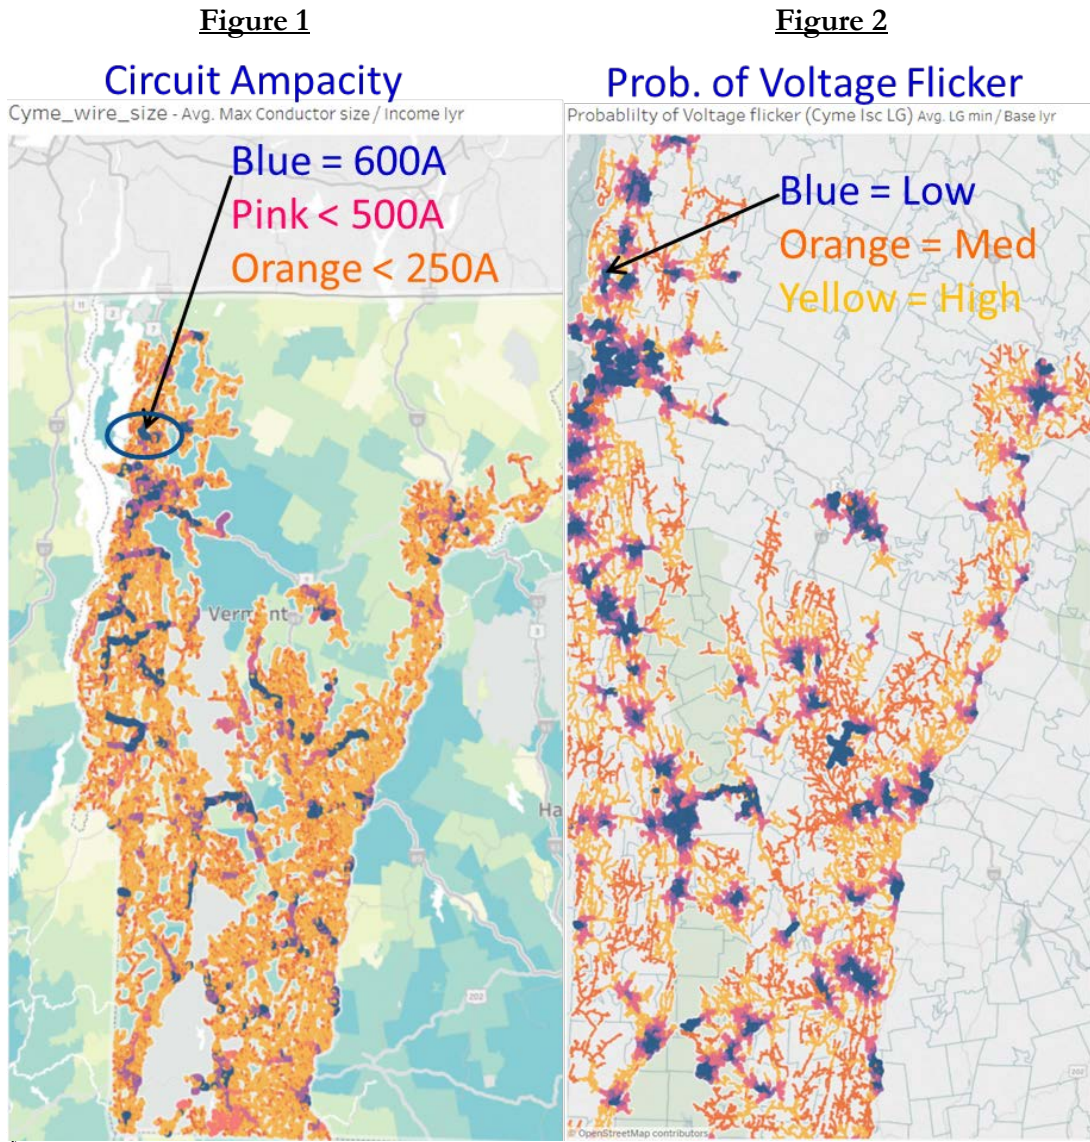 Figure 1
Circuit Ampacity
Cyme_wire_size - Avg. Max Conductor size / Income lyr
Blue = 600A
Pink < 500A
Orange < 250A
Vermont
Ha
202
Figure 2
Prob. of Voltage Flicker
Probablilty of Voltage flicker (Cyme Isc LG) Avg. LG min / Base lyr
Blue = Low
Orange = Med
Yellow = High
© OpenStreetMap contributors